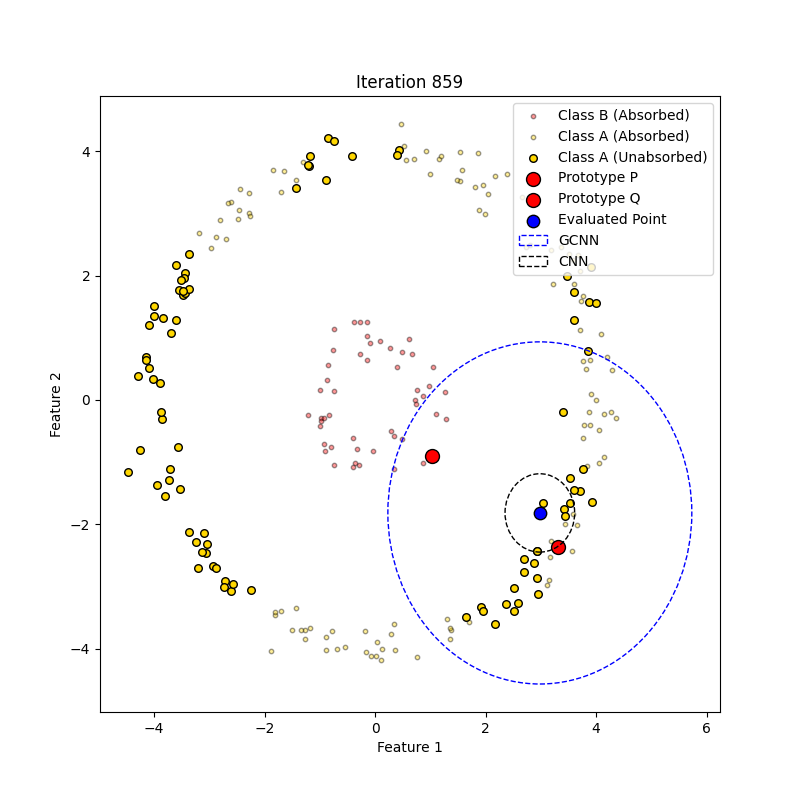 Iteration 859
Class B (Absorbed)
Class A (Absorbed)
Class A (Unabsorbed)
Prototype P
Prototype Q
Evaluated Point
GCNN
CNN
4
2
0
−2
−4
Feature 2
−4
−2
0
2
4
6
Feature 1